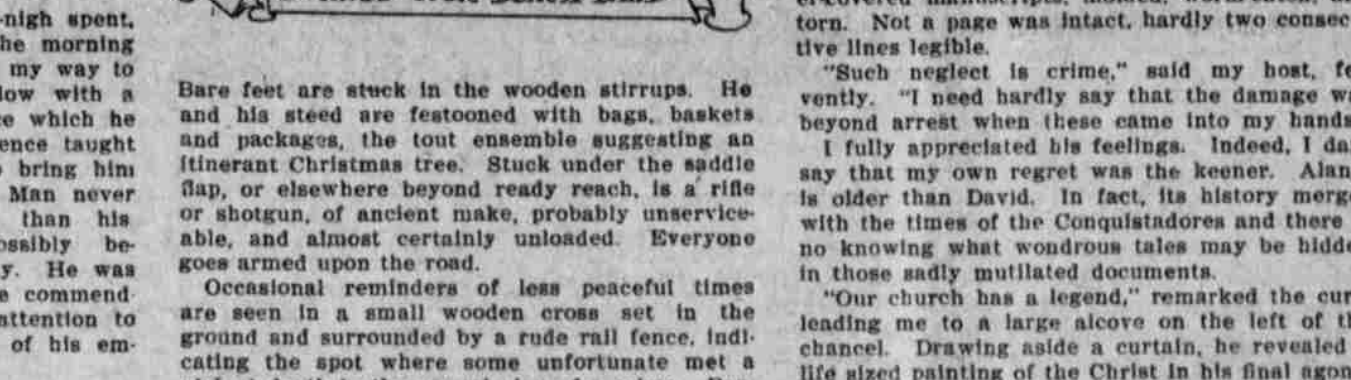 -nigh spent,
he morning
my way to
low with a
e which he
ence taught
bring him
Man never
than his
ossibly be-
y. He was
e commend-
attention to
of his em-
Bare feet are stuck in the wooden stirrups. He
and his steed are festooned with bags, baskets
and packages, the tout ensemble suggesting an
itinerant Christmas tree. Stuck under the saddle
flap, or elsewhere beyond ready reach, is a rifle
or shotgun, of ancient make, probably unservice-
able, and almost certainly unloaded. Everyone
goes armed upon the road.
Occasional reminders of less peaceful times
are seen in a small wooden cross set in the
ground and surrounded by a rude rail fence, indi-
cating the spot where some unfortunate met a
torn. Not a page was intact, hardly two consec
tive lines legible.
"Such neglect is crime," said my host, fe
vently. "I need hardly say that the damage w
beyond arrest when these came into my hands
I fully appreciated his feelings. Indeed, I da
say that my own regret was the keener. Alan
is older than David. In fact, its history merg
with the times of the Conquistadores and there
no knowing what wondrous tales may be hidde
in those sadly mutilated documents.
"Our church has a legend," remarked the cur
leading me to a large alcove on the left of th
chancel. Drawing aside a curtain, he revealed
life sized painting of the Christ in his final agon